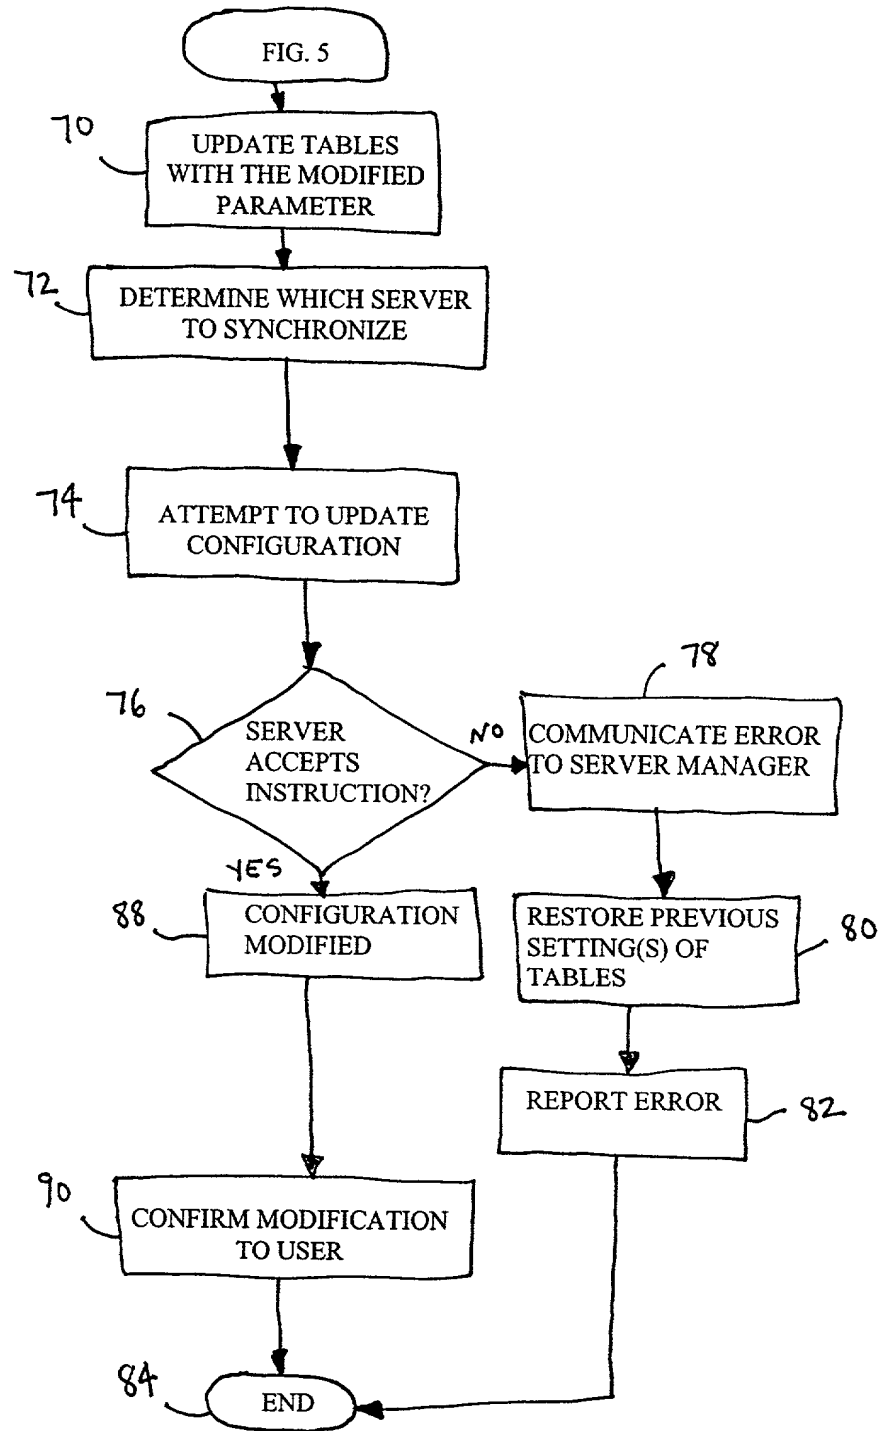 FIG. 5
70
UPDATE TABLES
WITH THE MODIFIED
PARAMETER
72
DETERMINE WHICH SERVER
TO SYNCHRONIZE
74
ATTEMPT TO UPDATE
CONFIGURATION
76
SERVER
ACCEPTS
INSTRUCTION?
NO
78
COMMUNICATE ERROR
TO SERVER MANAGER
YES
88
CONFIGURATION
MODIFIED
RESTORE PREVIOUS
SETTING(S) OF
TABLES
80
REPORT ERROR
82
90
CONFIRM MODIFICATION
TO USER
84
END